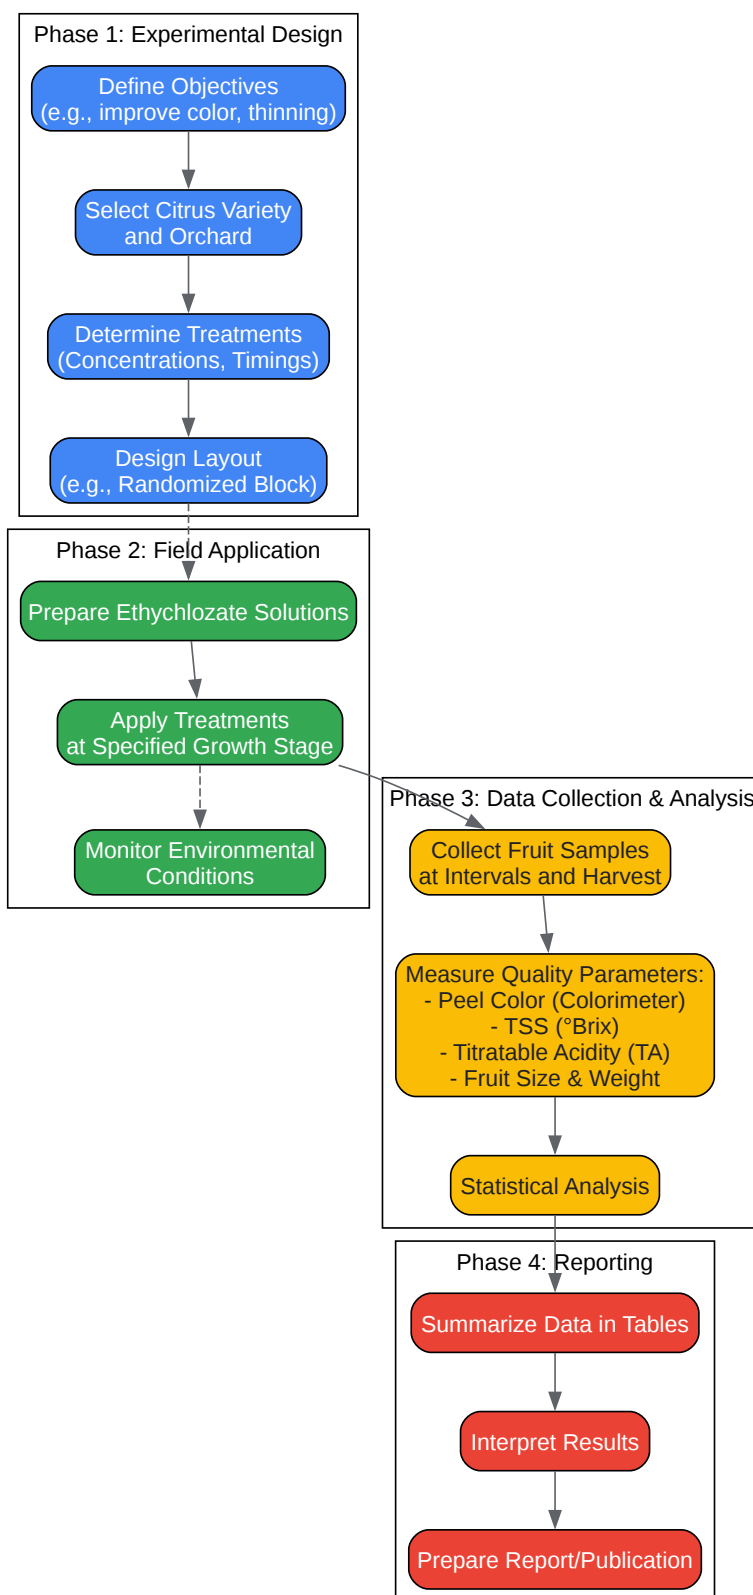 Phase 1: Experimental Design
Define Objectives
(e.g., improve color, thinning)
Select Citrus Variety
and Orchard
Determine Treatments
(Concentrations, Timings)
Design Layout
(e.g., Randomized Block)
Phase 2: Field Application
Prepare Ethychlozate Solutions
Apply Treatments
at Specified Growth Stage
Monitor Environmental
Conditions
Phase 3: Data Collection & Analysis
Collect Fruit Samples
at Intervals and Harvest
Measure Quality Parameters:
- Peel Color (Colorimeter)
- TSS (°Brix)
- Titratable Acidity (TA)
- Fruit Size & Weight
Statistical Analysis
Phase 4: Reporting
Summarize Data in Tables
Interpret Results
Prepare Report/Publication